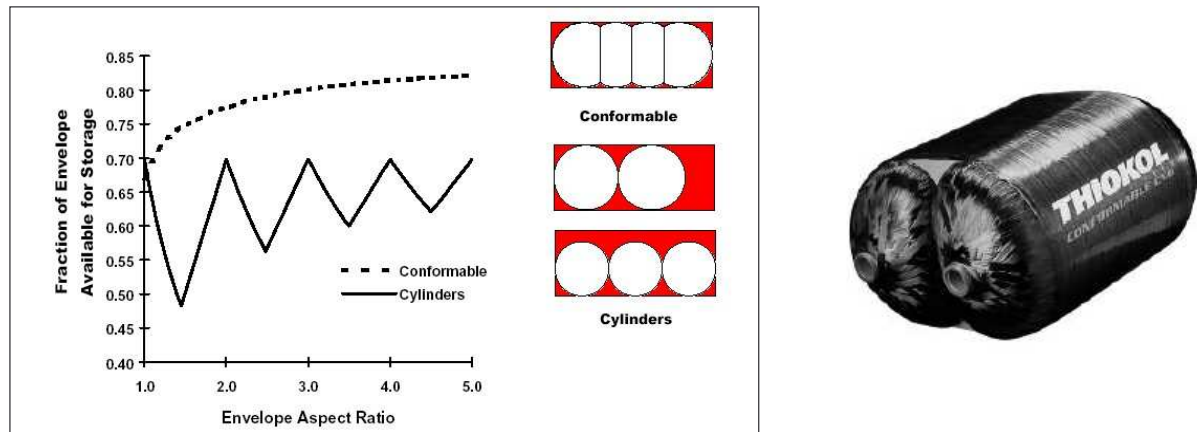 Fraction of Envelope
Available for Storage
0.85
0.80
0.75
0.70
0.65
0.60
0.55
0.50
0.45
0.40
1.0
2.0
3.0
4.0
5.0
Envelope Aspect Ratio
Conformable
Cylinders
Conformable
Cylinders
THIOKOL
CONFORMABLE